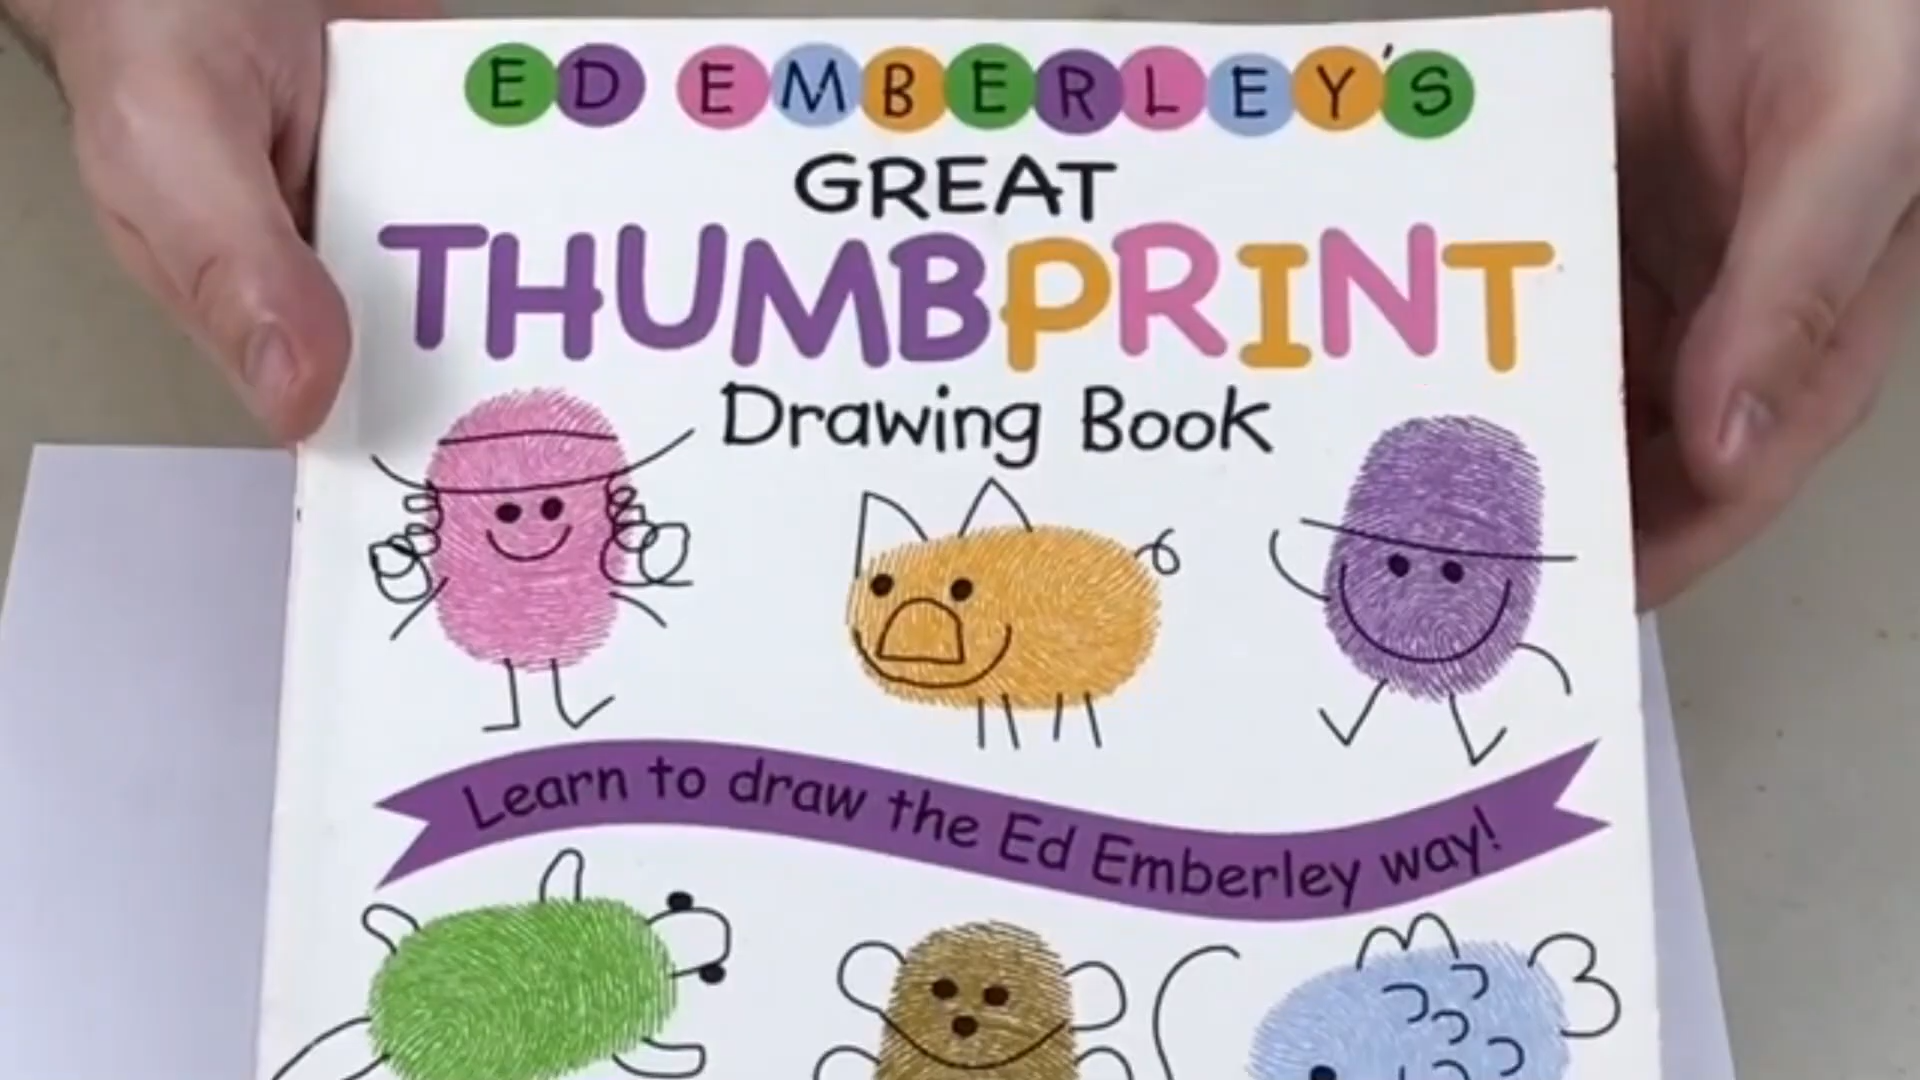 ED EMBERLEY'S
GREAT
THUMBPRINT
Drawing Book
Learn to draw the Ed Emberley way!